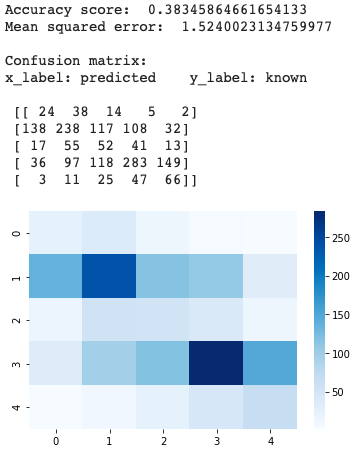 Accuracy score:  0.38345864661654133
Mean squared error:  1.5240023134759977
Confusion matrix:
x_label: predicted    y_label: known
[[ 24  38  14   5   2]
[138 238 117 108  32]
[ 17  55  52  41  13]
[ 36  97 118 283 149]
[  3  11  25  47  66]]
0
1
2
3
4
0 1 2 3 4
250
200
150
100
50